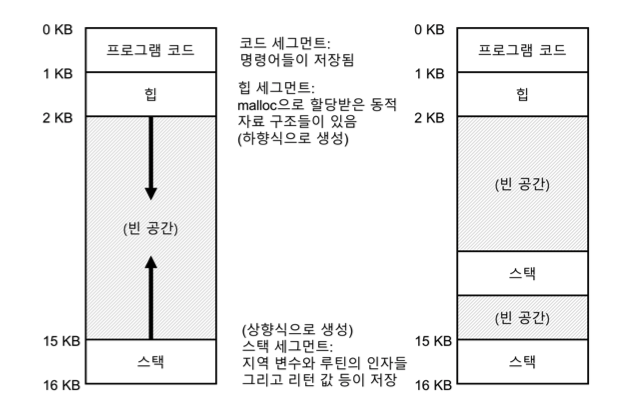 0 KB
프로그램 코드
1 KB
힙
2 KB
(빈 공간)
15 KB
스택
16 KB
코드 세그먼트:
명령어들이 저장됨
힙 세그먼트:
malloc으로 할당받은 동적
자료 구조들이 있음
(하향식으로 생성)
(상향식으로 생성)
스택 세그먼트:
지역 변수와 루틴의 인자들
그리고 리턴 값 등이 저장
0 KB
프로그램 코드
1 KB
힙
2 KB
(빈 공간)
스택
(빈 공간)
15 KB
스택
16 KB